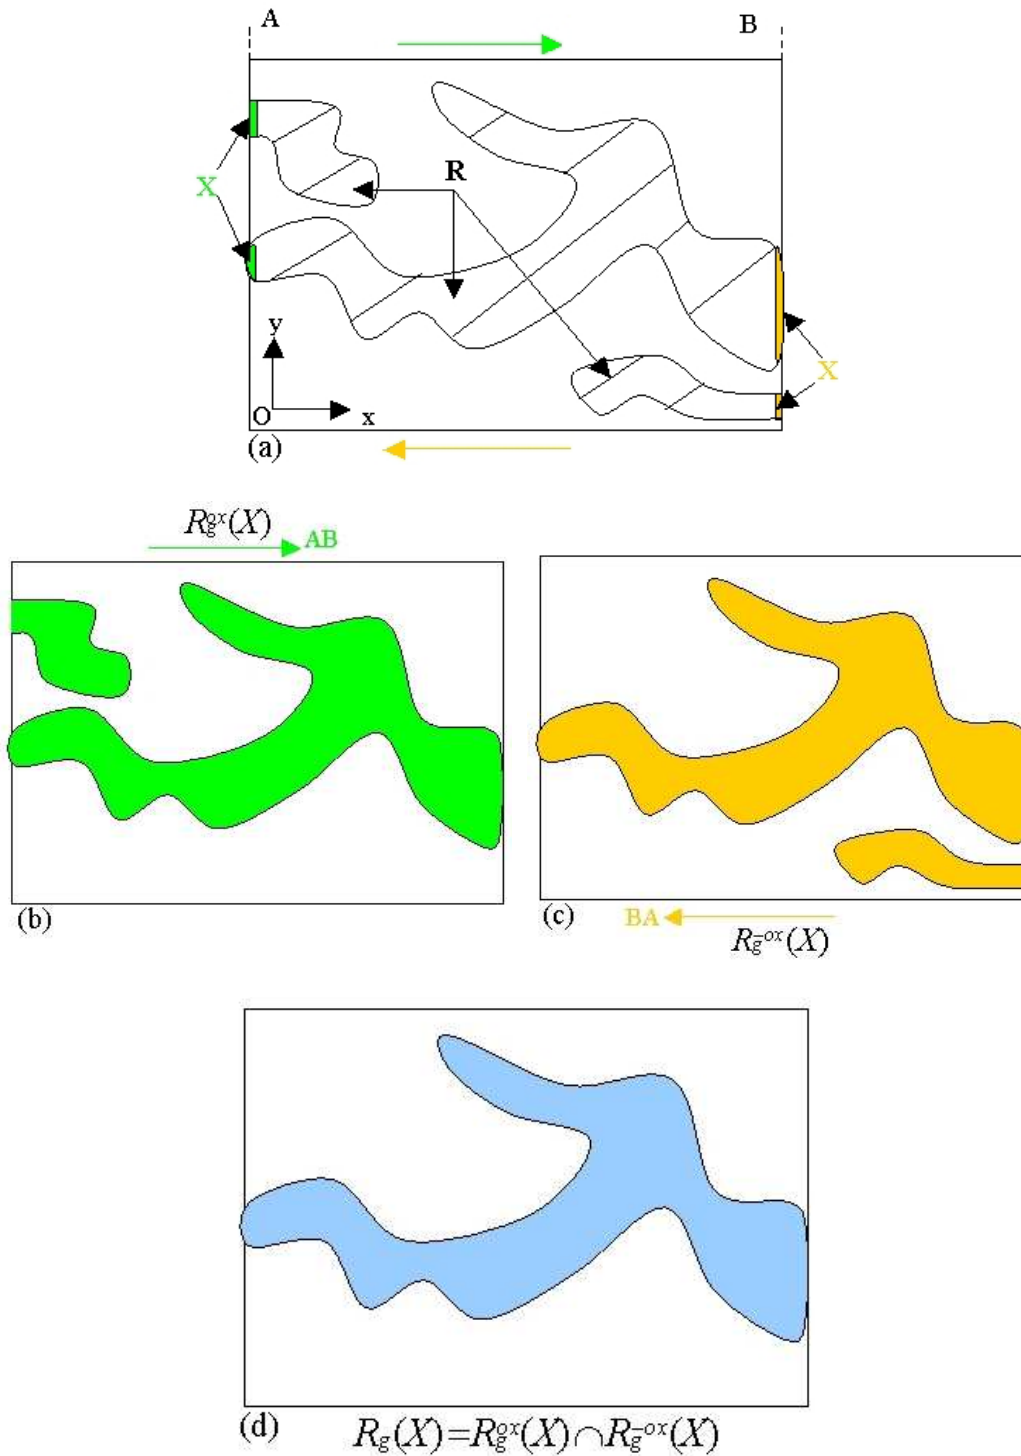 A B
X R
y
X
O x
(a)
R_g^{ox}(X)
AB
(b) (c)
BA
R_g^{-ox}(X)
(d) R_g(X)=R_g^{ox}(X)∩R_g^{-ox}(X)